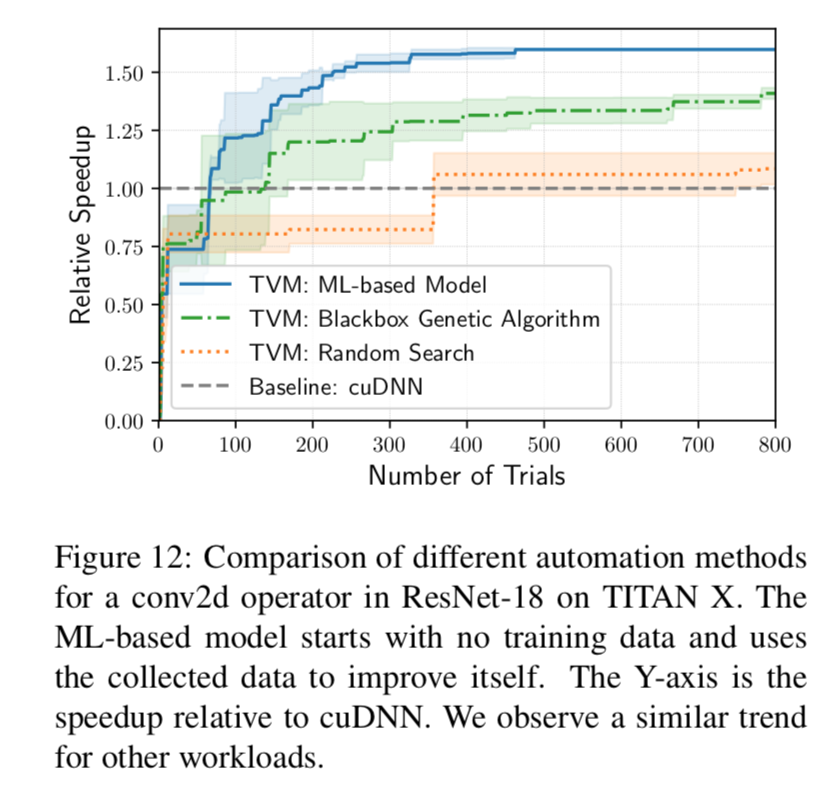 1.50
1.25
1.00
0.75
0.50
0.25
0.00
Relative Speedup
TVM: ML-based Model
TVM: Blackbox Genetic Algorithm
TVM: Random Search
Baseline: cuDNN
0 100 200 300 400 500 600 700 800
Number of Trials
Figure 12: Comparison of different automation methods
for a conv2d operator in ResNet-18 on TITAN X. The
ML-based model starts with no training data and uses
the collected data to improve itself. The Y-axis is the
speedup relative to cuDNN. We observe a similar trend
for other workloads.